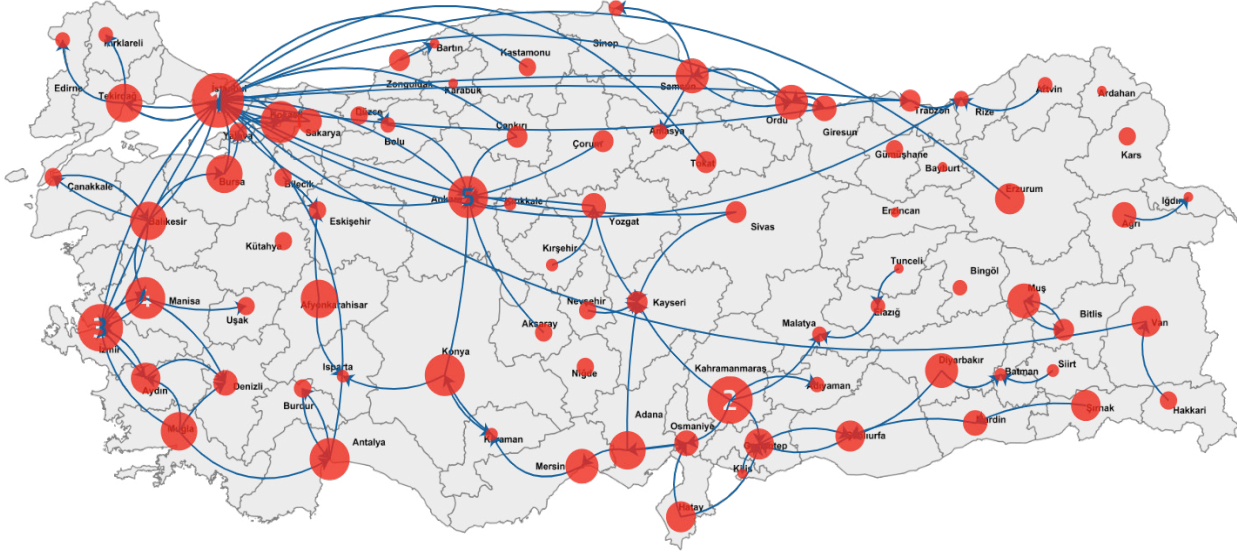 Kırklareli
Sinop
Bartın
Kastamonu
Edirne
Tekirdağ
İstanbul
1
Zonguldak
Karabuk
Samsun
Artvin
Ardahan
Düzce
Ordu
Giresun
Trabzon
Rize
Sakarya
Yalova
Bolu
Çankırı
Çorum
Amasya
Kars
Tokat
Gümüşhane
Bayburt
Çanakkale
Bursa
Bilecik
Ankara
5
Kırıkkale
Erzurum
Iğdır
Balıkesir
Eskişehir
Yozgat
Sivas
Erzincan
Ağrı
Kütahya
Kırşehir
Tunceli
Bingöl
4
Manisa
Uşak
Afyonkarahisar
Nevşehir
Kayseri
Elazığ
Muş
3
İzmir
Aksaray
Malatya
Bitlis
Van
Konya
Isparta
Niğde
Kahramanmaraş
Diyarbakır
Batman
Siirt
Aydın
Denizli
Burdur
Adıyaman
2
Şırnak
Hakkari
Muğla
Antalya
Karaman
Adana
Osmaniye
Mardin
Mersin
Kilis
Hatay